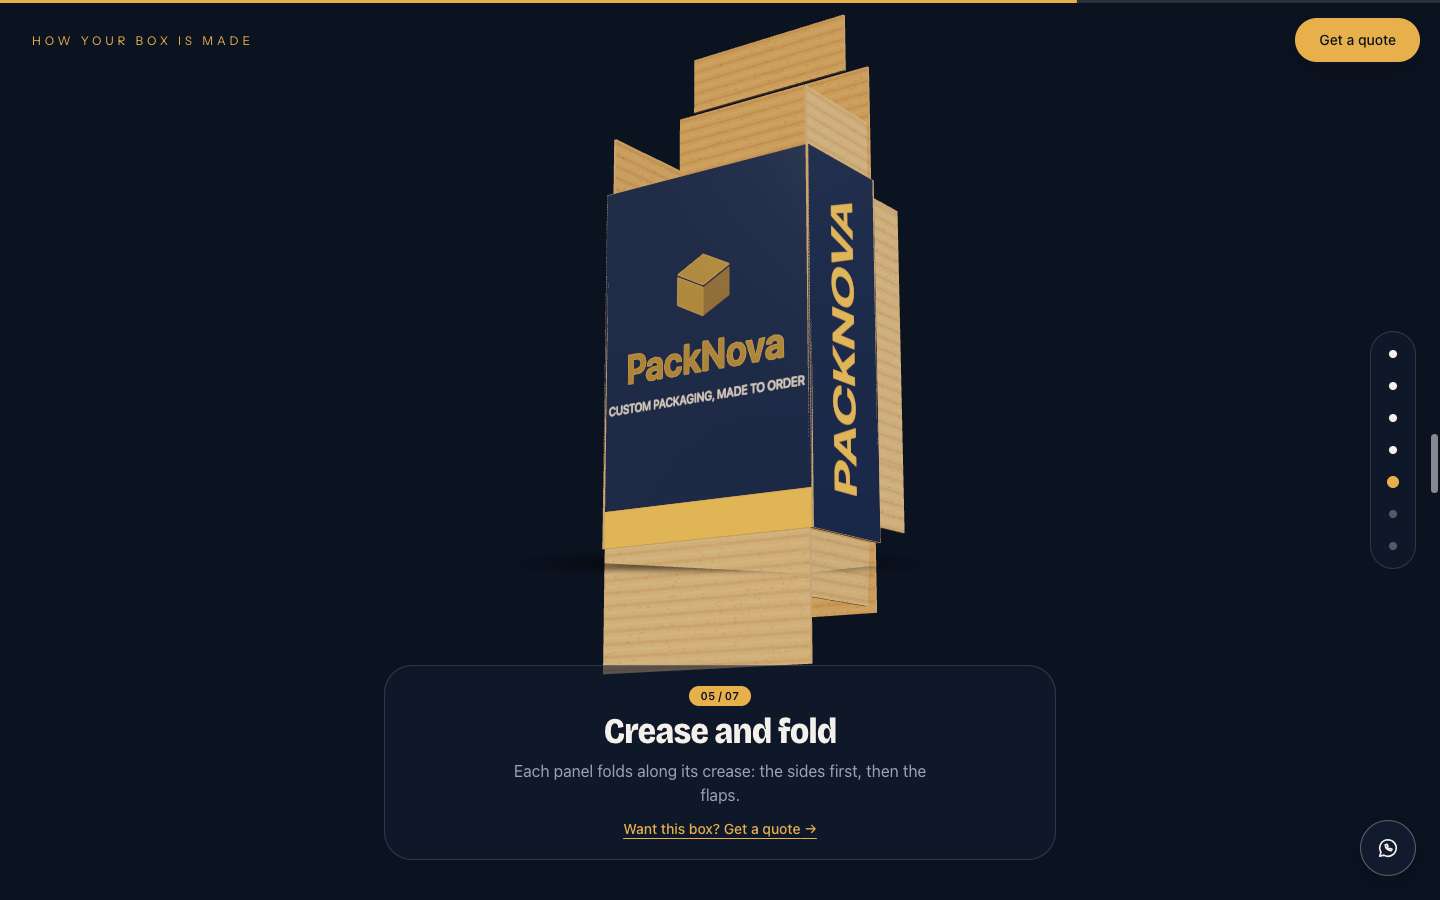 HOW YOUR BOX IS MADE
Get a quote
PackNova
CUSTOM PACKAGING, MADE TO ORDER
PACKNOVA
05 / 07
Crease and fold
Each panel folds along its crease: the sides first, then the
flaps.
Want this box? Get a quote →